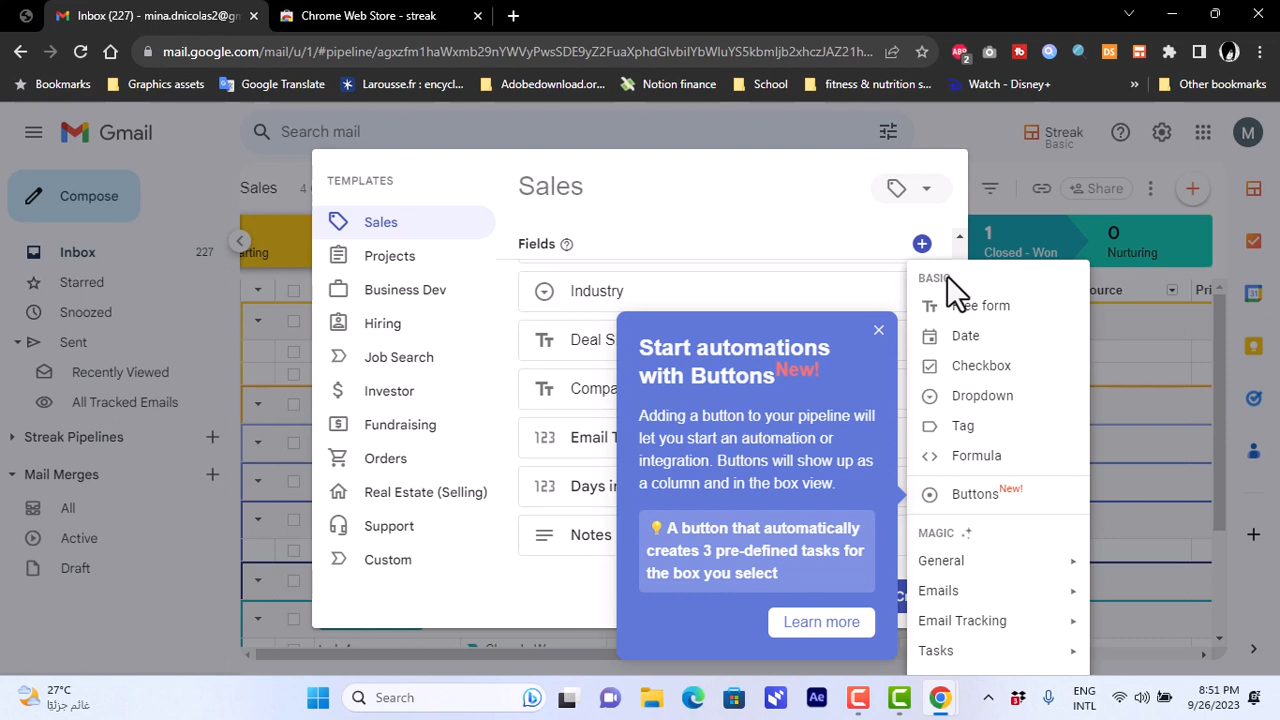 Inbox (227) - mina.dnicolas2@gm
Chrome Web Store - streak
mail.google.com/mail/u/1/#pipeline/agxzfm1haWxmb29nYWVyPwsSDE9yZ2FuaXphdGlvbiIYbWluYS5kbmljb2xhczJAZ21h...
2
Bookmarks
Graphics assets
Google Translate
Larousse.fr : encycl...
Adobedownload.or...
Notion finance
School
fitness & nutrition s...
Watch - Disney+
»
Other bookmarks
Gmail
Search mail
Streak
Basic
M
Compose
Inbox
227
Starred
Snoozed
Sent
Recently Viewed
All Tracked Emails
Streak Pipelines
Mail Merges
All
Active
Draft
Sales
4
Share
1
Closed - Won
0
Nurturing
TEMPLATES
Sales
Projects
Business Dev
Hiring
Job Search
Investor
Fundraising
Orders
Real Estate (Selling)
Support
Custom
Sales
Fields
Industry
Deal S
Compa
123 Email T
123 Days in
Notes
Start automations
with Buttons New!
Adding a button to your pipeline will
let you start an automation or
integration. Buttons will show up as
a column and in the box view.
💡 A button that automatically
creates 3 pre-defined tasks for
the box you select
Learn more
BASIC
Free form
Date
Checkbox
Dropdown
Tag
Formula
Buttons New!
MAGIC
General
Emails
Email Tracking
Tasks
27°C
غائم جزئيًا
Search
Ae
3
ENG
INTL
8:51 PM
9/26/2023